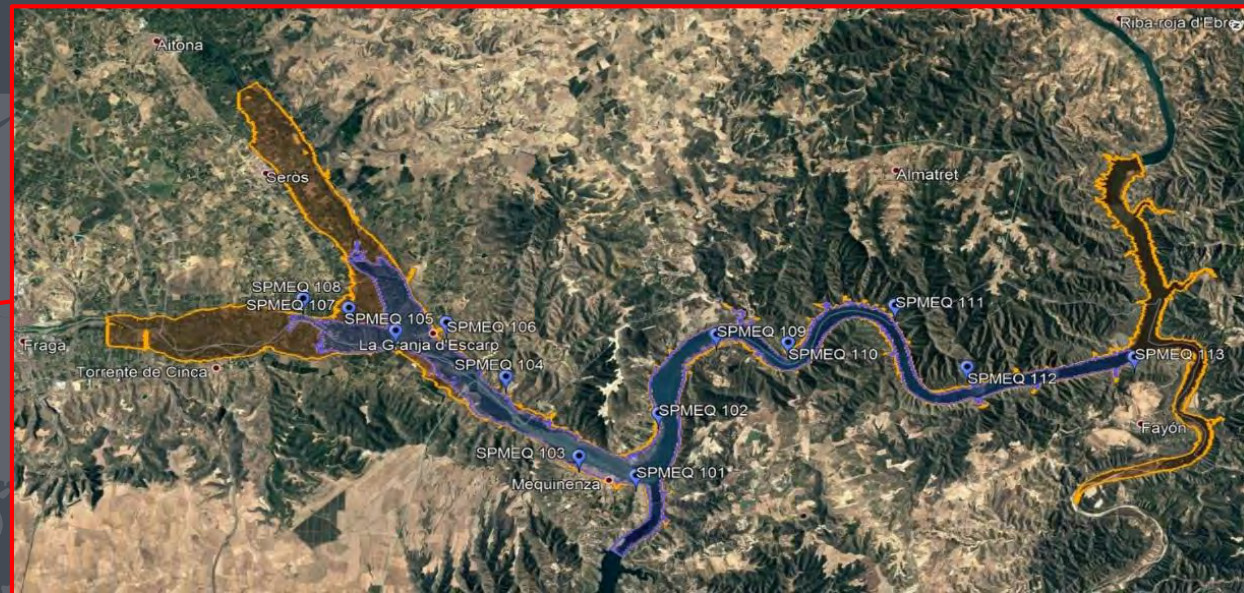 Riba-roja d'Ebre
Aitona
Seròs
Almatret
SPMEQ 108
SPMEQ 107
SPMEQ 111
SPMEQ 105
SPMEQ 106
SPMEQ 109
Fraga
La Granja d'Escarp
SPMEQ 110
SPMEQ 113
Torrente de Cinca
SPMEQ 104
SPMEQ 112
SPMEQ 102
Fayón
SPMEQ 103
SPMEQ 101
Mequinenza